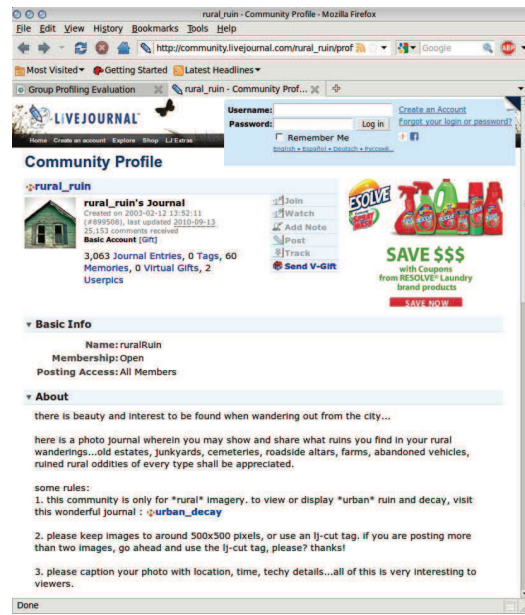 rural_ruin - Community Profile - Mozilla Firefox
File Edit View History Bookmarks Tools Help
http://community.livejournal.com/rural_ruin/prof
Google
ABP
Most Visited Getting Started Latest Headlines
Group Profiling Evaluation
rural_ruin - Community Prof...
LiVEJOURNAL
Username:
Create an Account
Password:
Log in
Forgot your login or password?
Remember Me
English • Español • Deutsch • Русский...
Home Create an account Explore Shop LJ Extras
Community Profile
rural_ruin
rural_ruin's Journal
Created on 2003-02-12 13:52:11
(#899508), last updated 2010-09-13
25,153 comments received
Basic Account [Gift]
3,063 Journal Entries, 0 Tags, 60
Memories, 0 Virtual Gifts, 2
Userpics
Join
Watch
Add Note
Post
Track
Send V-Gift
ESOLVE
SAVE $$$
with Coupons
from RESOLVE® Laundry
brand products
SAVE NOW
Basic Info
Name: ruralRuin
Membership: Open
Posting Access: All Members
About
there is beauty and interest to be found when wandering out from the city...
here is a photo journal wherein you may show and share what ruins you find in your rural
wanderings...old estates, junkyards, cemeteries, roadside altars, farms, abandoned vehicles,
ruined rural oddities of every type shall be appreciated.
some rules:
1. this community is only for *rural* imagery. to view or display *urban* ruin and decay, visit
this wonderful journal : urban_decay
2. please keep images to around 500x500 pixels, or use an lj-cut tag. if you are posting more
than two images, go ahead and use the lj-cut tag, please? thanks!
3. please caption your photo with location, time, techy details...all of this is very interesting to
viewers.
Done